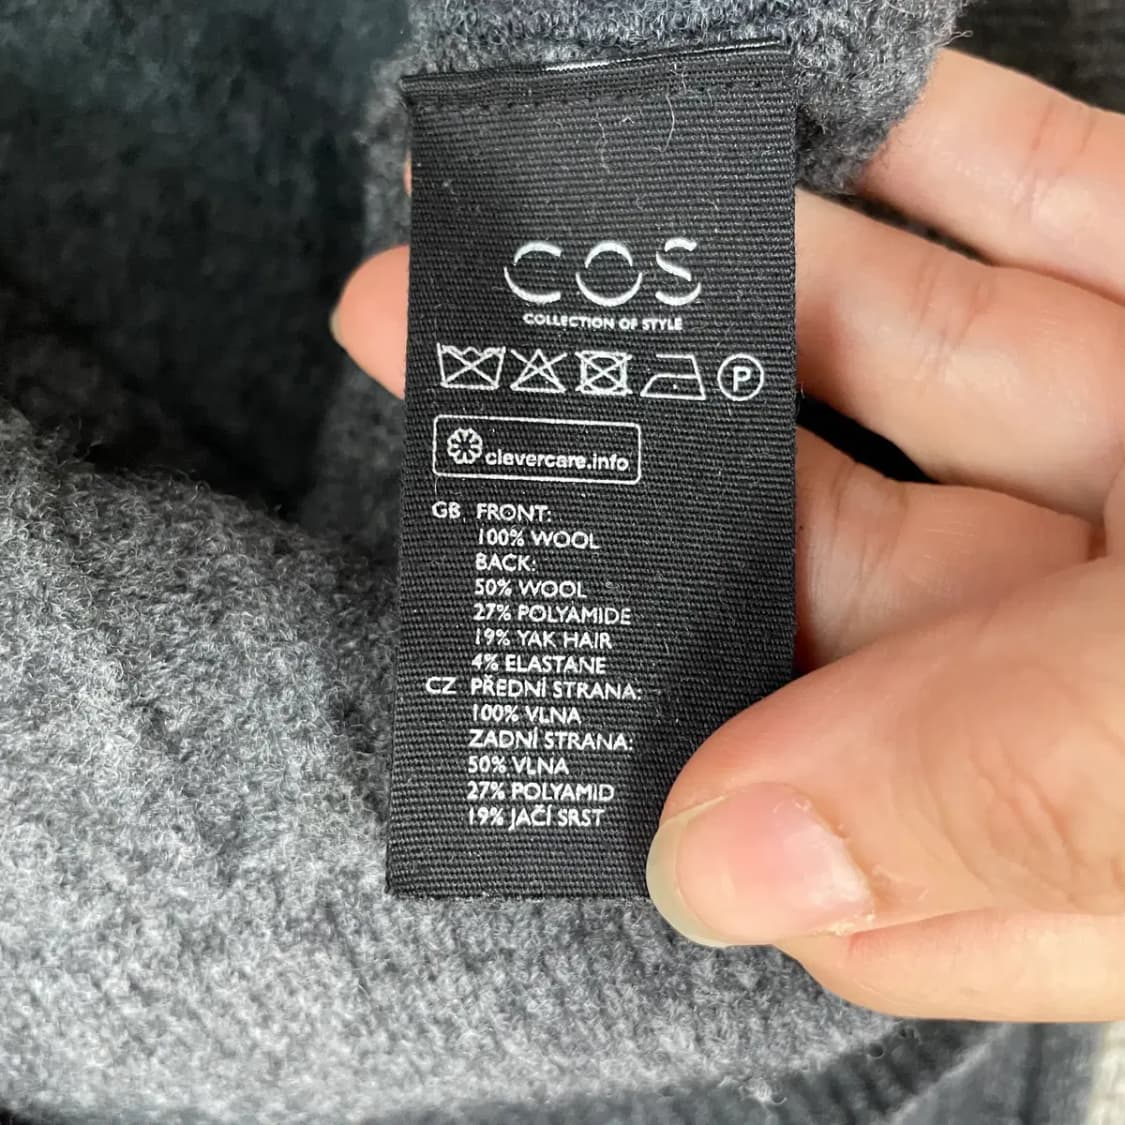 COS
COLLECTION OF STYLE
P
clevercare.info
GB FRONT:
100% WOOL
BACK:
50% WOOL
27% POLYAMIDE
19% YAK HAIR
4% ELASTANE
CZ PŘEDNÍ STRANA:
100% VLNA
ZADNÍ STRANA:
50% VLNA
27% POLYAMID
19% JAČÍ SRST